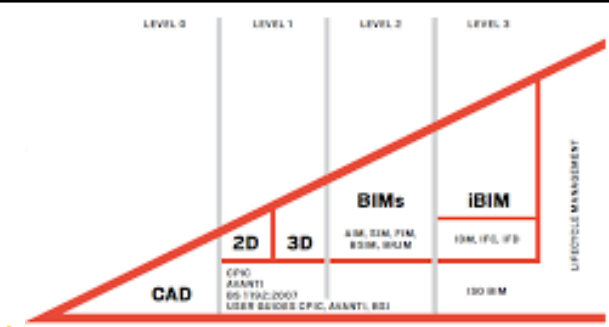 LEVEL 0 LEVEL 1 LEVEL 2 LEVEL 3
BIMs iBIM
2D 3D AIM, SIM, FIM, IDM, IFC, IFD
BSIM, BRIM
CPIC
AVANTI
BS 1192:2007
USER GUIDES CPIC, AVANTI, BSI
CAD ISO BIM
LIFECYCLE MANAGEMENT